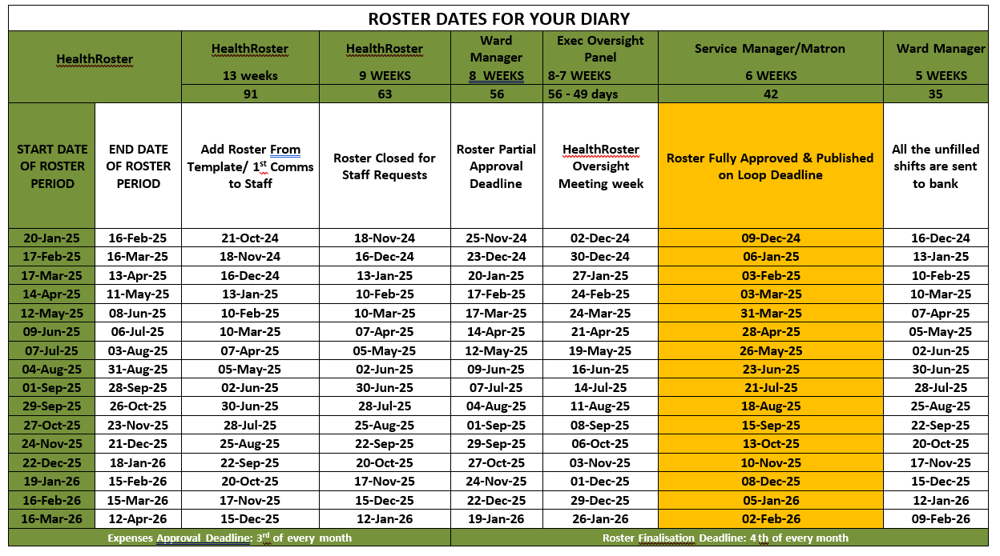 ROSTER DATES FOR YOUR DIARY
HealthRoster
HealthRoster
13 weeks
HealthRoster
9 WEEKS
Ward
Manager
8 WEEKS
Exec Oversight
Panel
8-7 WEEKS
Service Manager/Matron
6 WEEKS
Ward Manager
5 WEEKS
91 63 56 56 - 49 days 42 35
START DATE
OF ROSTER
PERIOD
END DATE
OF ROSTER
PERIOD
Add Roster From
Template/ 1st Comms
to Staff
Roster Closed for
Staff Requests
Roster Partial
Approval
Deadline
HealthRoster
Oversight
Meeting week
Roster Fully Approved & Published
on Loop Deadline
All the unfilled
shifts are sent
to bank
20-Jan-25 16-Feb-25 21-Oct-24 18-Nov-24 25-Nov-24 02-Dec-24 09-Dec-24 16-Dec-24
17-Feb-25 16-Mar-25 18-Nov-24 16-Dec-24 23-Dec-24 30-Dec-24 06-Jan-25 13-Jan-25
17-Mar-25 13-Apr-25 16-Dec-24 13-Jan-25 20-Jan-25 27-Jan-25 03-Feb-25 10-Feb-25
14-Apr-25 11-May-25 13-Jan-25 10-Feb-25 17-Feb-25 24-Feb-25 03-Mar-25 10-Mar-25
12-May-25 08-Jun-25 10-Feb-25 10-Mar-25 17-Mar-25 24-Mar-25 31-Mar-25 07-Apr-25
09-Jun-25 06-Jul-25 10-Mar-25 07-Apr-25 14-Apr-25 21-Apr-25 28-Apr-25 05-May-25
07-Jul-25 03-Aug-25 07-Apr-25 05-May-25 12-May-25 19-May-25 26-May-25 02-Jun-25
04-Aug-25 31-Aug-25 05-May-25 02-Jun-25 09-Jun-25 16-Jun-25 23-Jun-25 30-Jun-25
01-Sep-25 28-Sep-25 02-Jun-25 30-Jun-25 07-Jul-25 14-Jul-25 21-Jul-25 28-Jul-25
29-Sep-25 26-Oct-25 30-Jun-25 28-Jul-25 04-Aug-25 11-Aug-25 18-Aug-25 25-Aug-25
27-Oct-25 23-Nov-25 28-Jul-25 25-Aug-25 01-Sep-25 08-Sep-25 15-Sep-25 22-Sep-25
24-Nov-25 21-Dec-25 25-Aug-25 22-Sep-25 29-Sep-25 06-Oct-25 13-Oct-25 20-Oct-25
22-Dec-25 18-Jan-26 22-Sep-25 20-Oct-25 27-Oct-25 03-Nov-25 10-Nov-25 17-Nov-25
19-Jan-26 15-Feb-26 20-Oct-25 17-Nov-25 24-Nov-25 01-Dec-25 08-Dec-25 15-Dec-25
16-Feb-26 15-Mar-26 17-Nov-25 15-Dec-25 22-Dec-25 29-Dec-25 05-Jan-26 12-Jan-26
16-Mar-26 12-Apr-26 15-Dec-25 12-Jan-26 19-Jan-26 26-Jan-26 02-Feb-26 09-Feb-26
Expenses Approval Deadline: 3rd of every month
Roster Finalisation Deadline: 4 th of every month